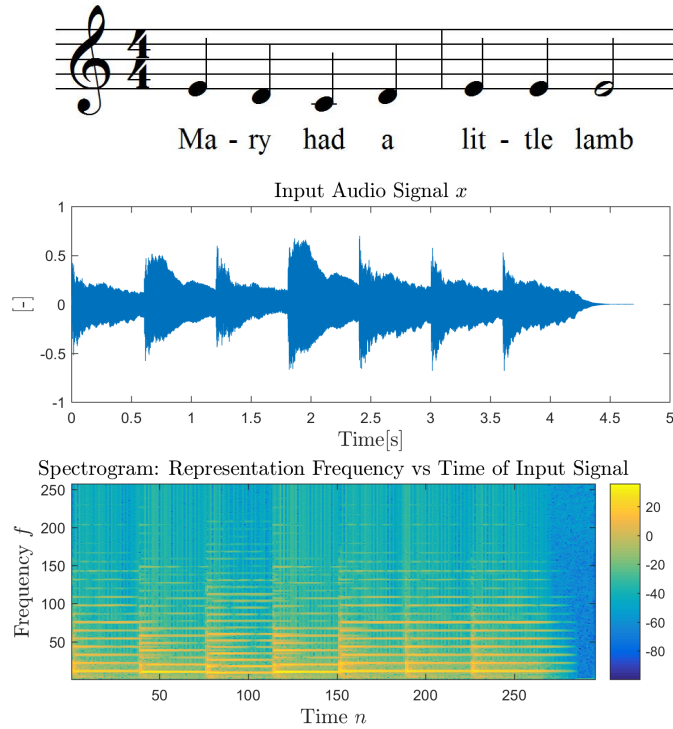 4
4
Ma - ry had a lit - tle lamb
Input Audio Signal x
1
0.5
0
-0.5
-1
[-]
0 0.5 1 1.5 2 2.5 3 3.5 4 4.5 5
Time[s]
Spectrogram: Representation Frequency vs Time of Input Signal
250
200
150
100
50
Frequency f
50 100 150 200 250
Time n
20
0
-20
-40
-60
-80